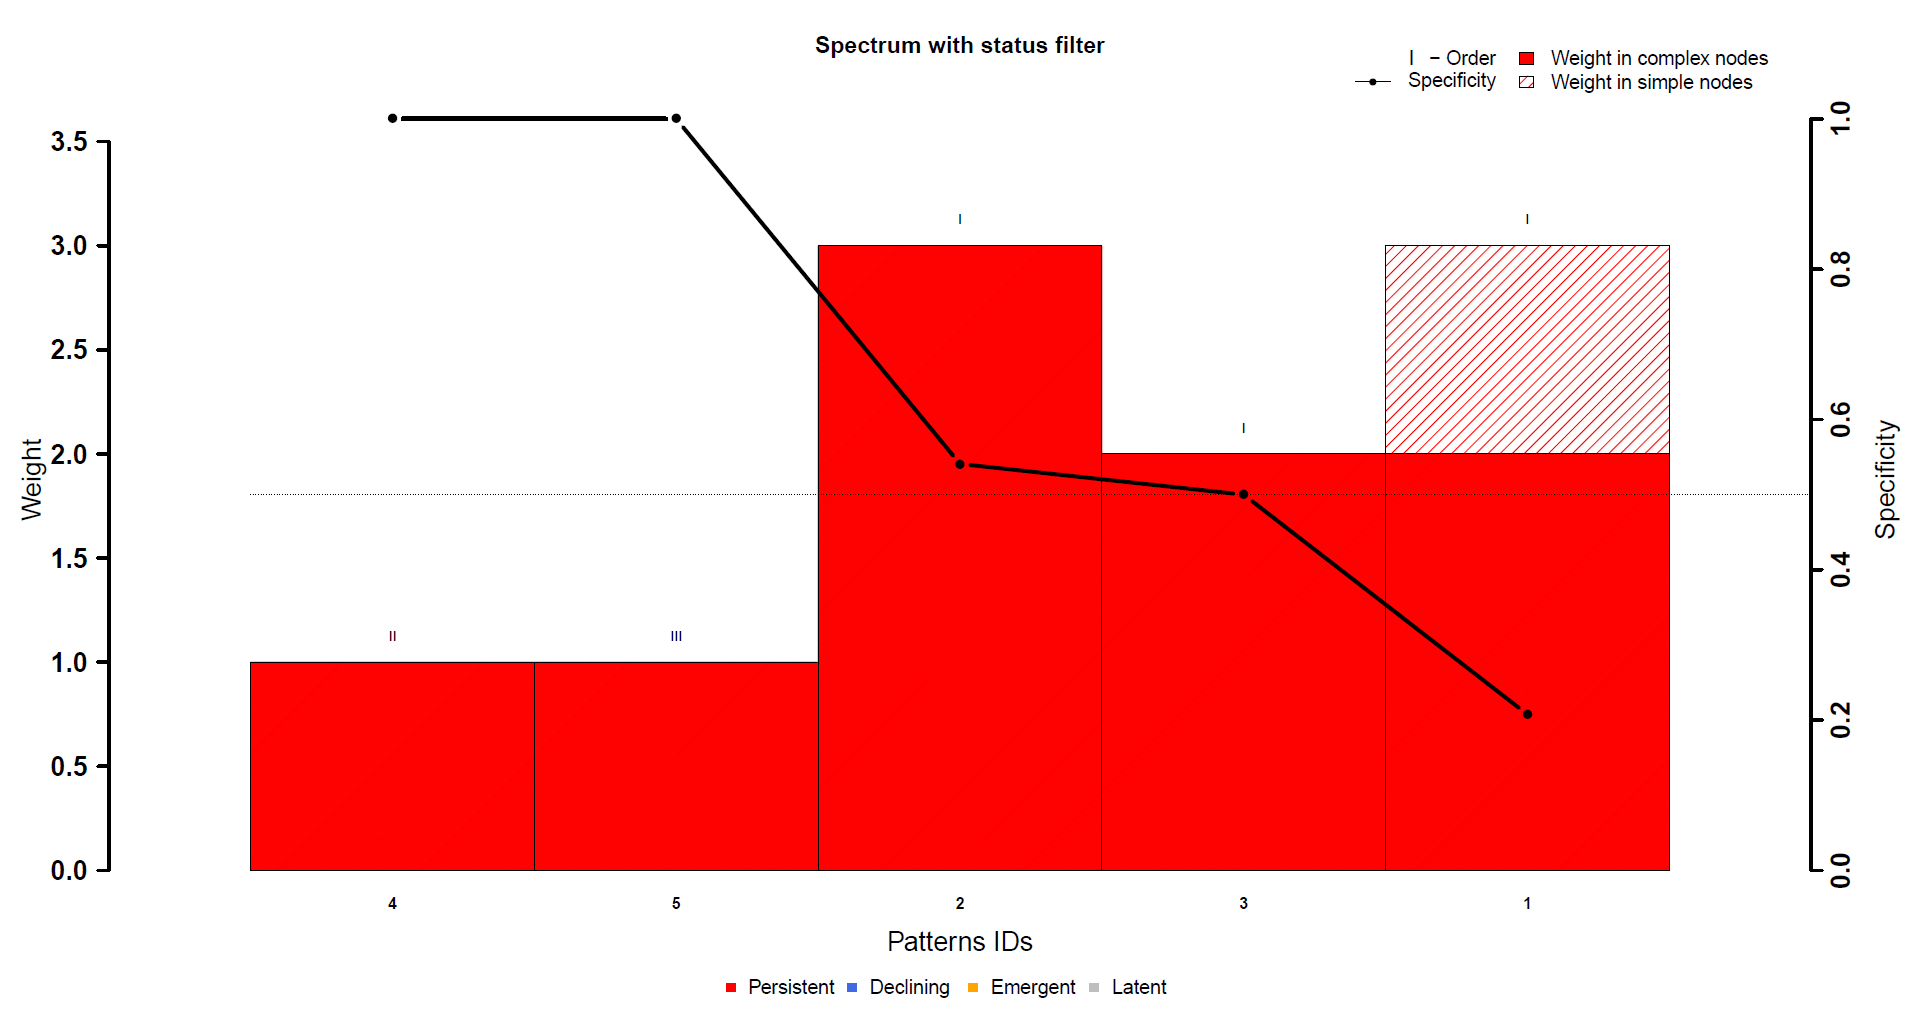 Spectrum with status filter
I – Order
Specificity
Weight in complex nodes
Weight in simple nodes
3.5
3.0
2.5
2.0
1.5
1.0
0.5
0.0
Weight
II
III
I
I
I
1.0
0.8
0.6
0.4
0.2
0.0
Specificity
4 5 2 3 1
Patterns IDs
Persistent Declining Emergent Latent